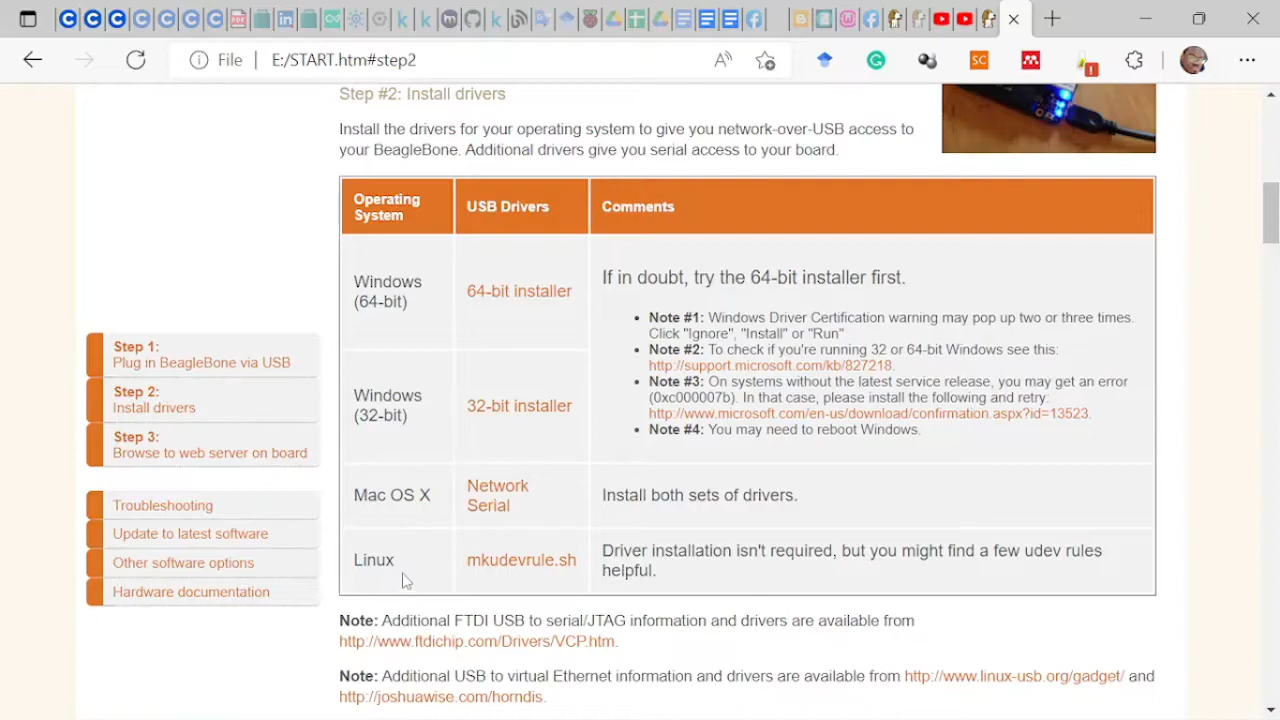 File
E:/START.htm#step2
SC
Step #2: Install drivers
Install the drivers for your operating system to give you network-over-USB access to
your BeagleBone. Additional drivers give you serial access to your board.
Operating
System
USB Drivers
Comments
Windows
(64-bit)
64-bit installer
If in doubt, try the 64-bit installer first.
Note #1: Windows Driver Certification warning may pop up two or three times.
Click "Ignore", "Install" or "Run"
Note #2: To check if you're running 32 or 64-bit Windows see this:
http://support.microsoft.com/kb/827218.
Note #3: On systems without the latest service release, you may get an error
(0xc000007b). In that case, please install the following and retry:
http://www.microsoft.com/en-us/download/confirmation.aspx?id=13523.
Note #4: You may need to reboot Windows.
Windows
(32-bit)
32-bit installer
Mac OS X
Network
Serial
Install both sets of drivers.
Linux
mkudevrule.sh
Driver installation isn't required, but you might find a few udev rules
helpful.
Step 1:
Plug in BeagleBone via USB
Step 2:
Install drivers
Step 3:
Browse to web server on board
Troubleshooting
Update to latest software
Other software options
Hardware documentation
Note: Additional FTDI USB to serial/JTAG information and drivers are available from
http://www.ftdichip.com/Drivers/VCP.htm.
Note: Additional USB to virtual Ethernet information and drivers are available from http://www.linux-usb.org/gadget/ and
http://joshuawise.com/horndis.